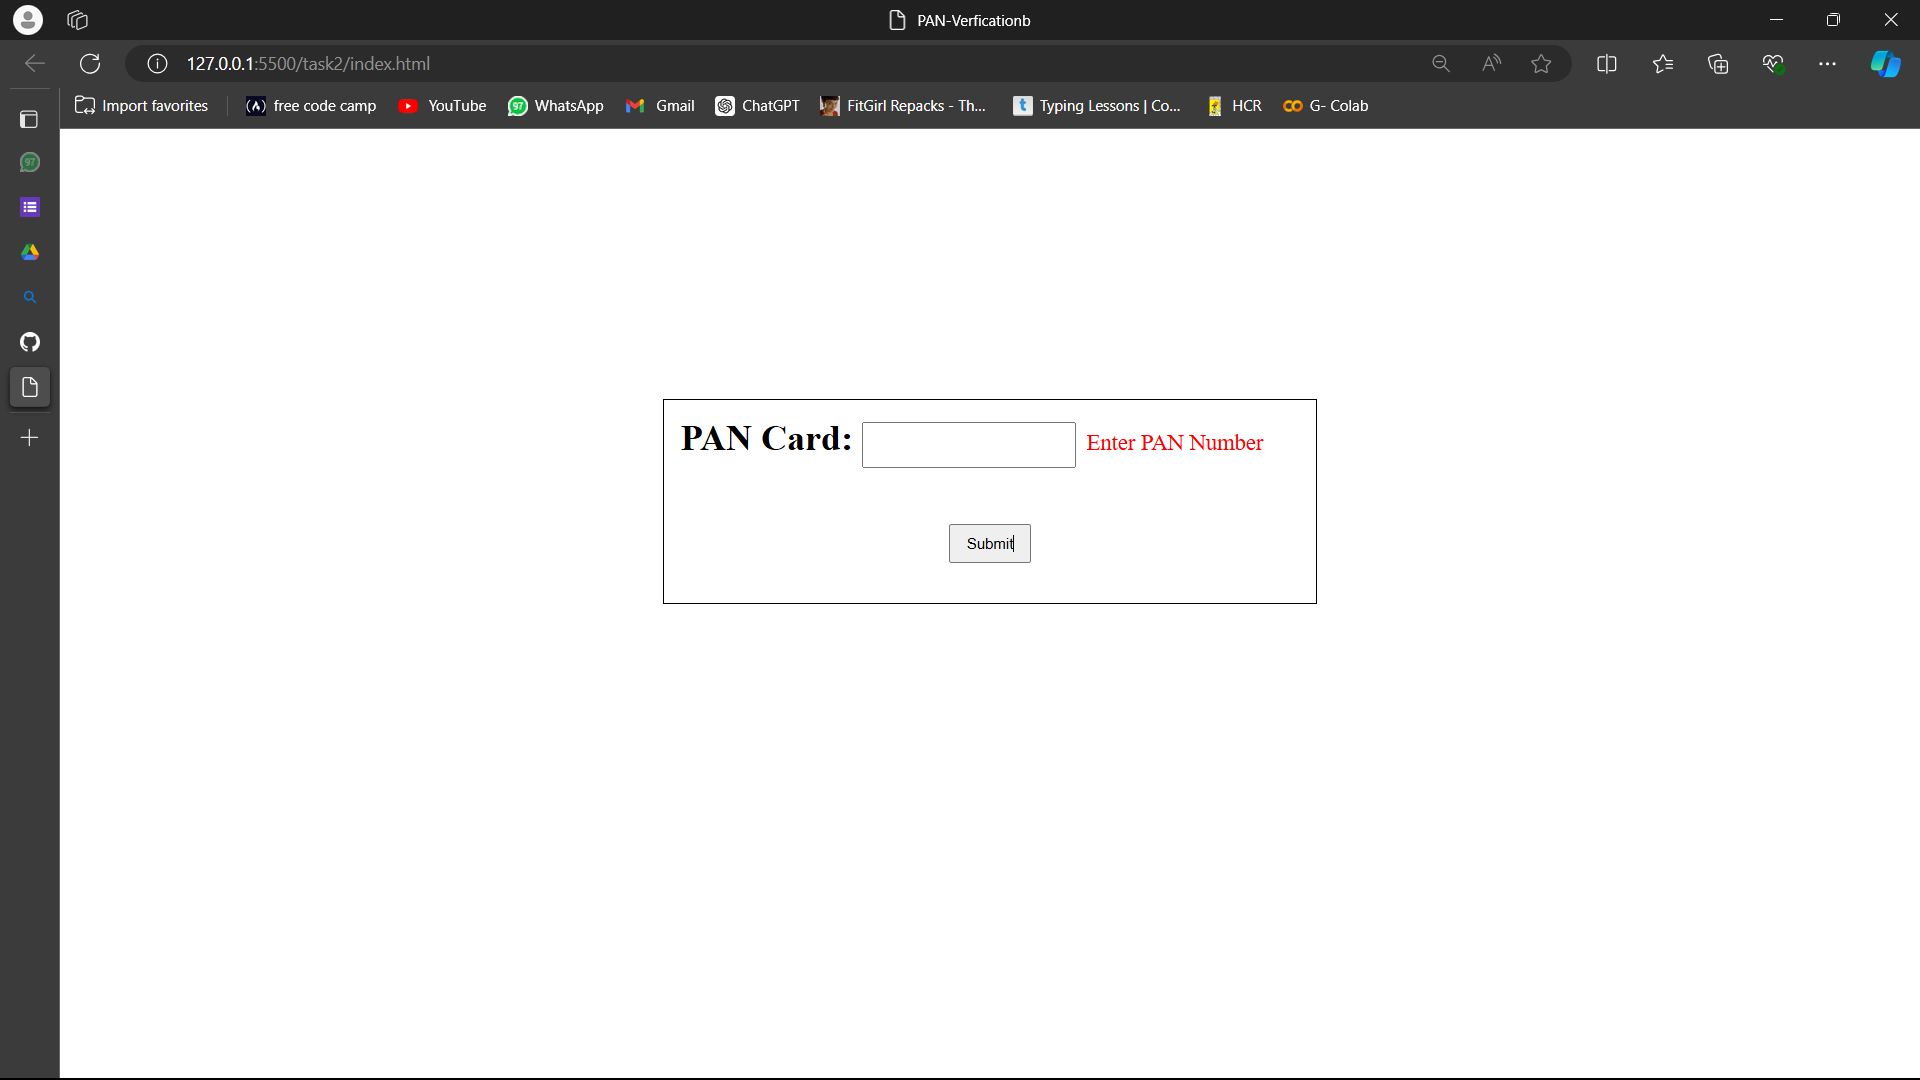 PAN-Verficationb
127.0.0.1:5500/task2/index.html
Import favorites free code camp YouTube 97 WhatsApp Gmail ChatGPT FitGirl Repacks - Th... t Typing Lessons | Co... HCR G- Colab
97
PAN Card: Enter PAN Number
Submit